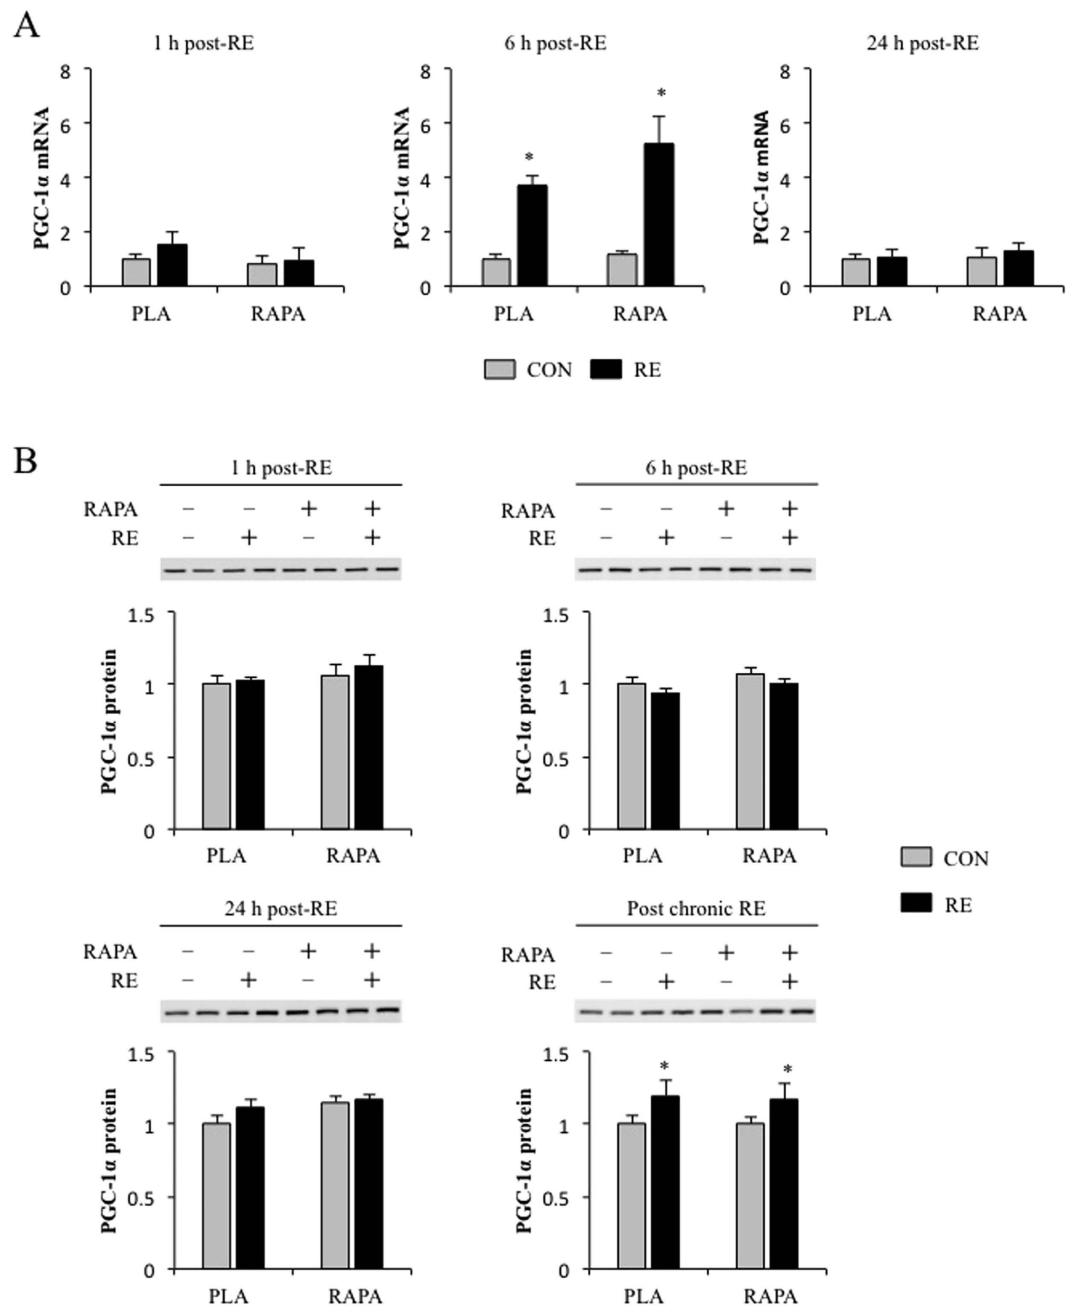 A
1 h post-RE
6 h post-RE
24 h post-RE
PGC-1α mRNA
8
6
4
2
0
PLA
RAPA
PGC-1α mRNA
8
6
4
2
0
*
*
PLA
RAPA
PGC-1α mRNA
8
6
4
2
0
PLA
RAPA
CON
RE
B
1 h post-RE
RAPA − − + +
RE − + − +
PGC-1α protein
1.5
1
0.5
0
PLA
RAPA
6 h post-RE
RAPA − − + +
RE − + − +
PGC-1α protein
1.5
1
0.5
0
PLA
RAPA
CON
RE
24 h post-RE
RAPA − − + +
RE − + − +
PGC-1α protein
1.5
1
0.5
0
PLA
RAPA
Post chronic RE
RAPA − − + +
RE − + − +
PGC-1α protein
1.5
1
0.5
0
*
*
PLA
RAPA